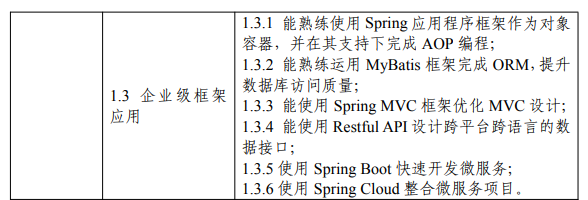 1.3 企业级框架
应用
1.3.1 能熟练使用 Spring 应用程序框架作为对象
容器，并在其支持下完成 AOP 编程；
1.3.2 能熟练运用 MyBatis 框架完成 ORM，提升
数据库访问质量；
1.3.3 能使用 Spring MVC 框架优化 MVC 设计；
1.3.4 能使用 Restful API 设计跨平台跨语言的数
据接口；
1.3.5 使用 Spring Boot 快速开发微服务；
1.3.6 使用 Spring Cloud 整合微服务项目。